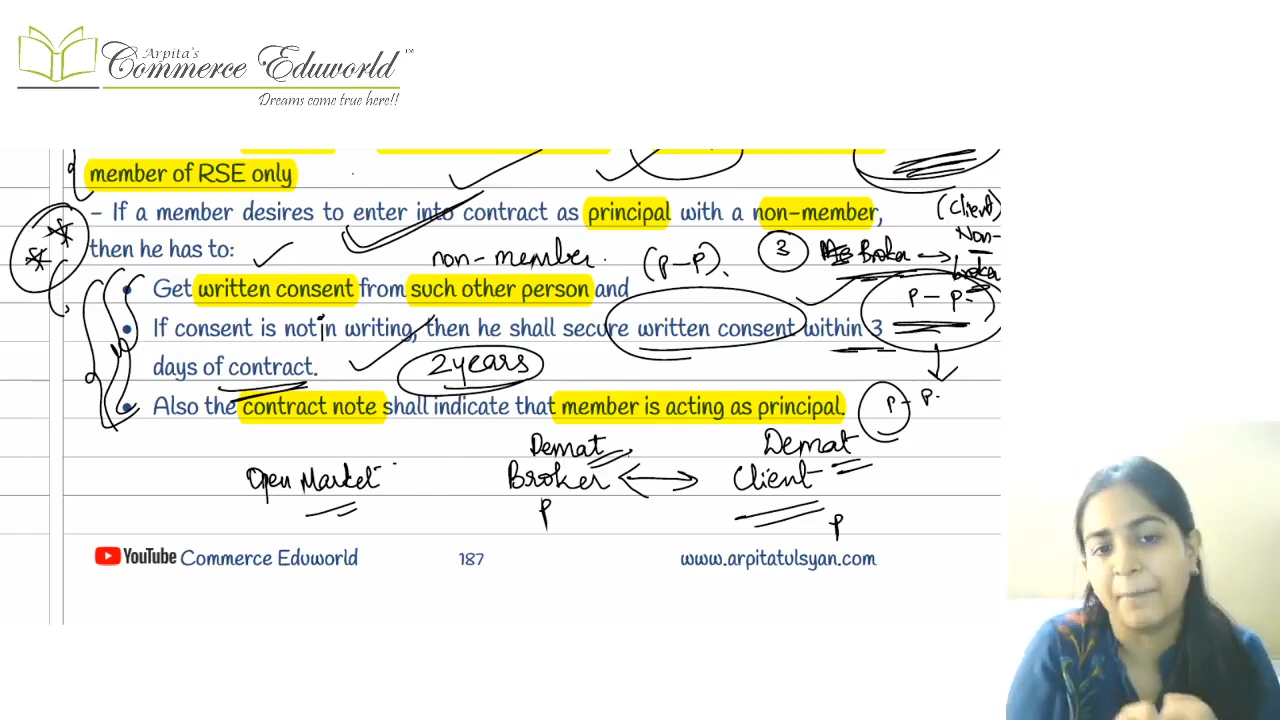 Arpita's
Commerce Eduworld™
Dreams come true here!!
member of RSE only
- If a member desires to enter into contract as principal with a non-member,
(Client)
then he has to:
non-member.
(P-P).
3
Broker → Non-
broker
Get written consent from such other person and
P-P.
If consent is not in writing, then he shall secure written consent within 3
days of contract.
2 years
Also the contract note shall indicate that member is acting as principal.
P-P.
Demat
Demat
Open Market
Broker
Client
P
P
YouTube Commerce Eduworld
187
www.arpitatulsyan.com